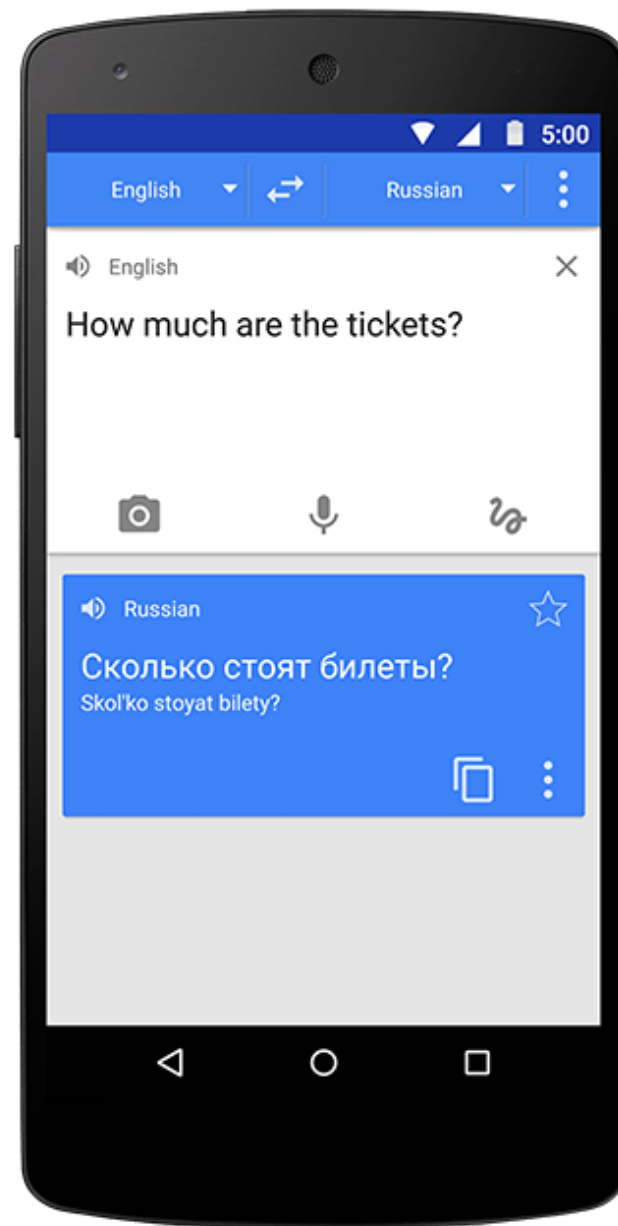 5:00
English
Russian
English
How much are the tickets?
Russian
Сколько стоят билеты?
Skol'ko stoyat bilety?